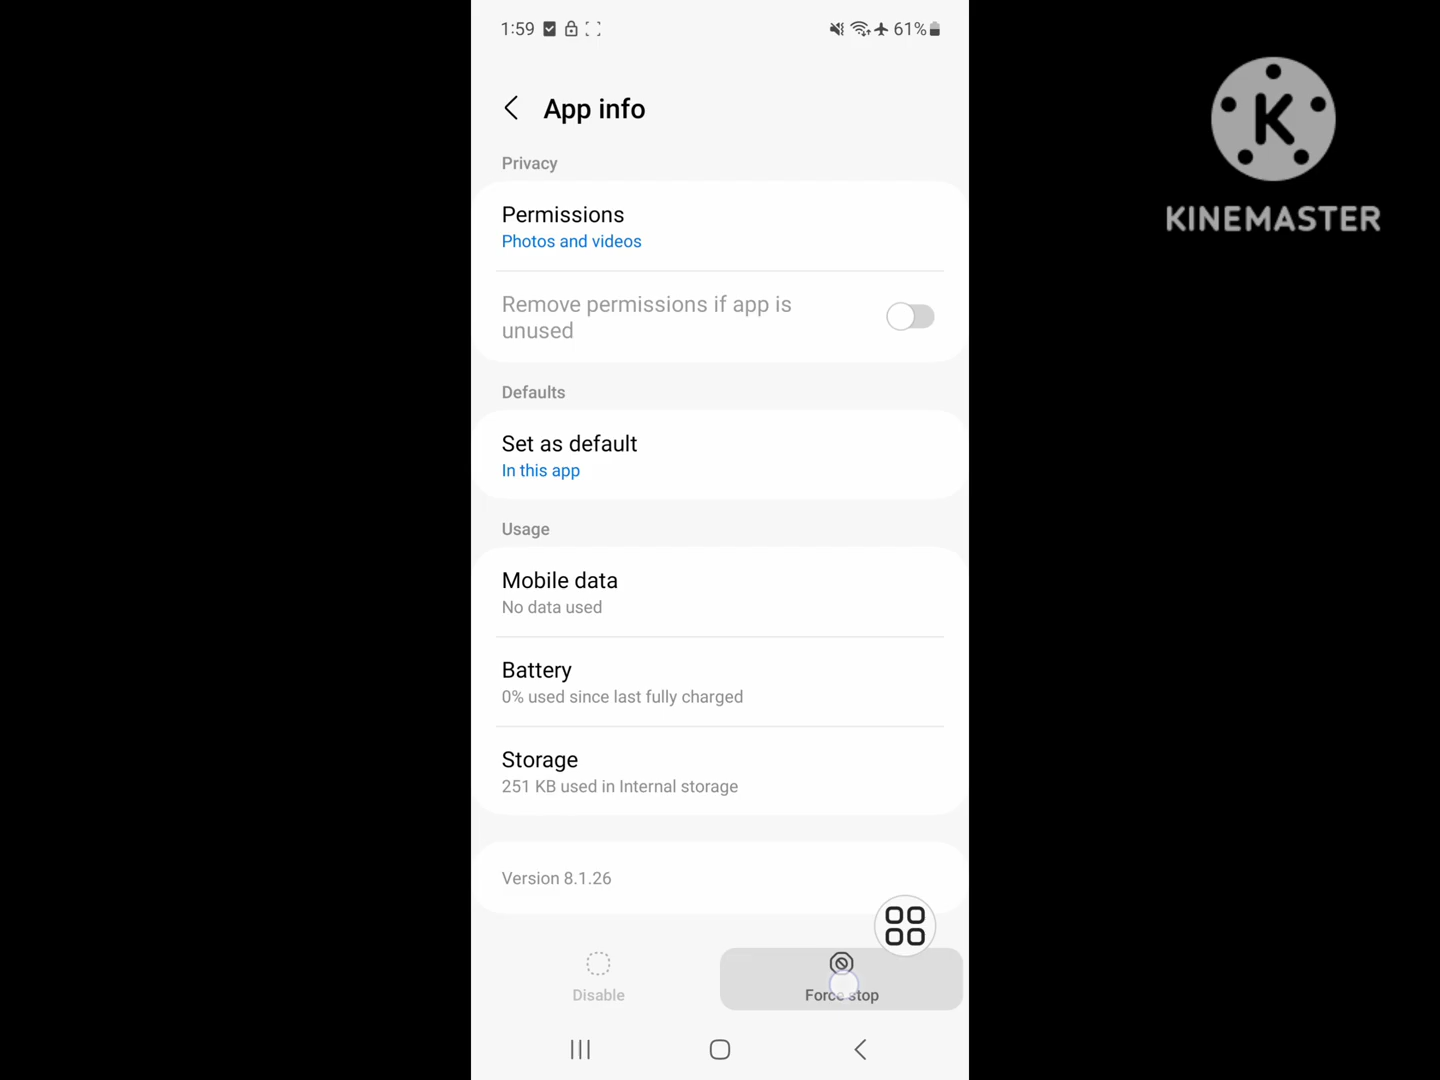 1:59
61%
App info
Privacy
Permissions
Photos and videos
Remove permissions if app is
unused
Defaults
Set as default
In this app
Usage
Mobile data
No data used
Battery
0% used since last fully charged
Storage
251 KB used in Internal storage
Version 8.1.26
Disable
Force stop
K
KINEMASTER